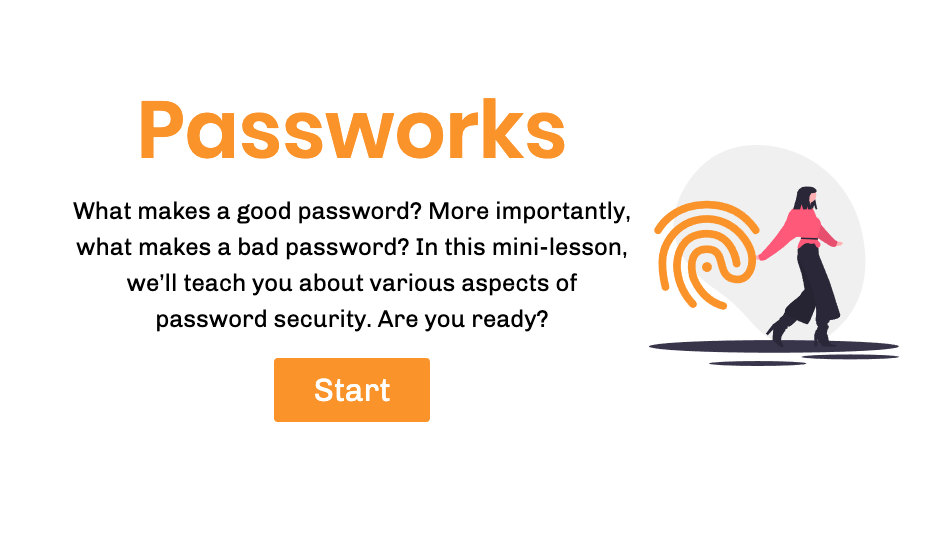 Passworks
What makes a good password? More importantly,
what makes a bad password? In this mini-lesson,
we’ll teach you about various aspects of
password security. Are you ready?
Start